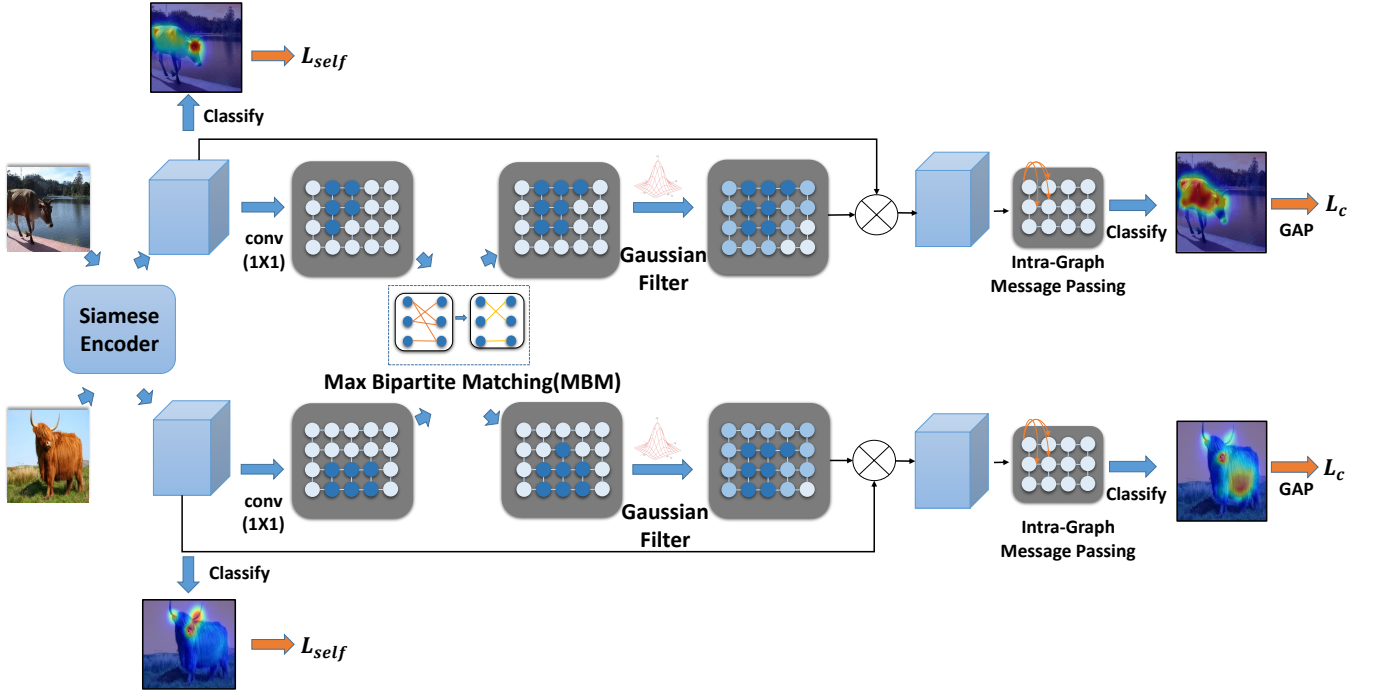 L_self
Classify
conv
(1X1)
Gaussian
Filter
Intra-Graph
Message Passing
Classify
GAP
L_c
Siamese
Encoder
Max Bipartite Matching(MBM)
conv
(1X1)
Gaussian
Filter
Intra-Graph
Message Passing
Classify
GAP
L_c
Classify
L_self